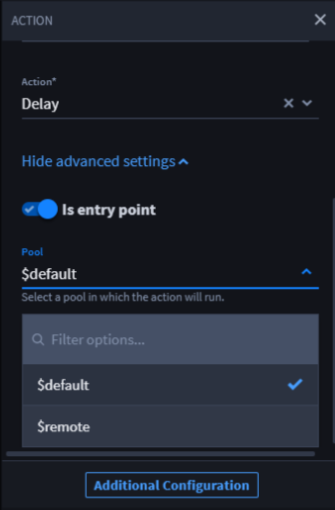 ACTION
Action*
Delay
Hide advanced settings
Is entry point
Pool
$default
Select a pool in which the action will run.
Filter options...
$default
$remote
Additional Configuration